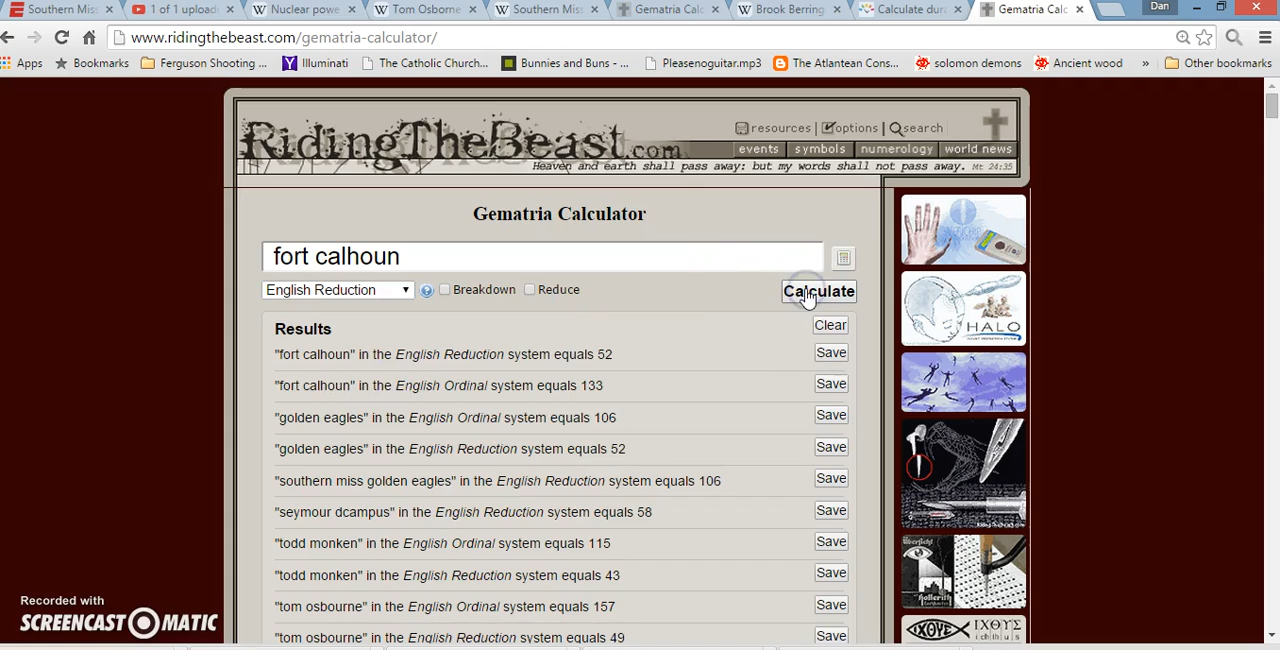 Southern Mis
1 of 1 upload
Nuclear powe
Tom Osborne
Southern Miss
Gematria Calc
Brook Berring
Calculate dura
Gematria Calc
Dan
www.ridingthebeast.com/gematria-calculator/
Apps
Bookmarks
Ferguson Shooting ...
Illuminati
The Catholic Church...
Bunnies and Buns - ...
Pleasenoguitar.mp3
The Atlantean Cons...
solomon demons
Ancient wood
»
Other bookmarks
RidingTheBeast.com
resources | options | search
events | symbols | numerology | world news
Heaven and earth shall pass away: but my words shall not pass away. Mt 24:35
Gematria Calculator
fort calhoun
English Reduction
Breakdown
Reduce
Calculate
Results
Clear
"fort calhoun" in the English Reduction system equals 52
Save
"fort calhoun" in the English Ordinal system equals 133
Save
"golden eagles" in the English Ordinal system equals 106
Save
"golden eagles" in the English Reduction system equals 52
Save
"southern miss golden eagles" in the English Reduction system equals 106
Save
"seymour dcampus" in the English Reduction system equals 58
Save
"todd monken" in the English Ordinal system equals 115
Save
"todd monken" in the English Reduction system equals 43
Save
"tom osbourne" in the English Ordinal system equals 157
Save
"tom osbourne" in the English Reduction system equals 49
Save
HALO
ΙΧΘΥΣ
ichthus
Recorded with
SCREENCAST-O-MATIC